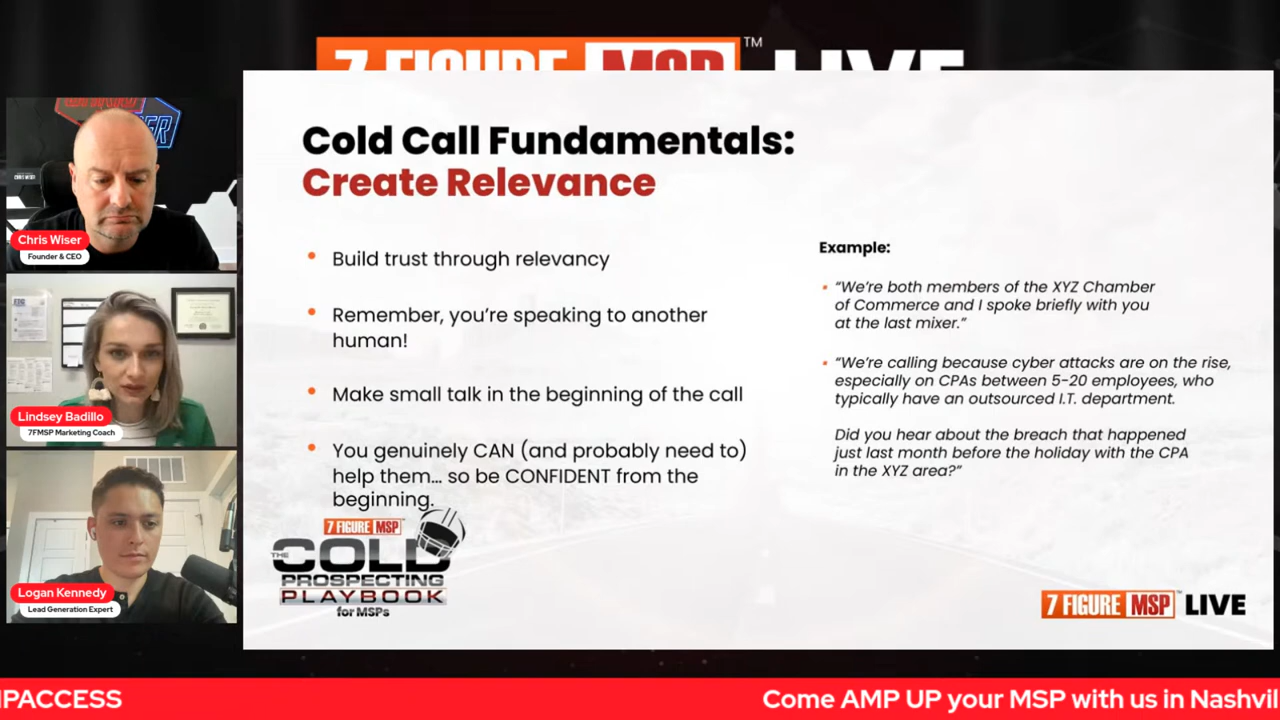 7 FIGURE MSP™ LIVE
Cold Call Fundamentals:
Create Relevance
• Build trust through relevancy
• Remember, you’re speaking to another
human!
• Make small talk in the beginning of the call
• You genuinely CAN (and probably need to)
help them... so be CONFIDENT from the
beginning.
Example:
• “We’re both members of the XYZ Chamber
of Commerce and I spoke briefly with you
at the last mixer.”
• “We’re calling because cyber attacks are on the rise,
especially on CPAs between 5-20 employees, who
typically have an outsourced I.T. department.
Did you hear about the breach that happened
just last month before the holiday with the CPA
in the XYZ area?”
Chris Wiser
Founder & CEO
Lindsey Badillo
7FMSP Marketing Coach
Logan Kennedy
Lead Generation Expert
7 FIGURE MSP
THE COLD
PROSPECTING
PLAYBOOK
for MSPs
7 FIGURE MSP™ LIVE
IPACCESS
Come AMP UP your MSP with us in Nashvil